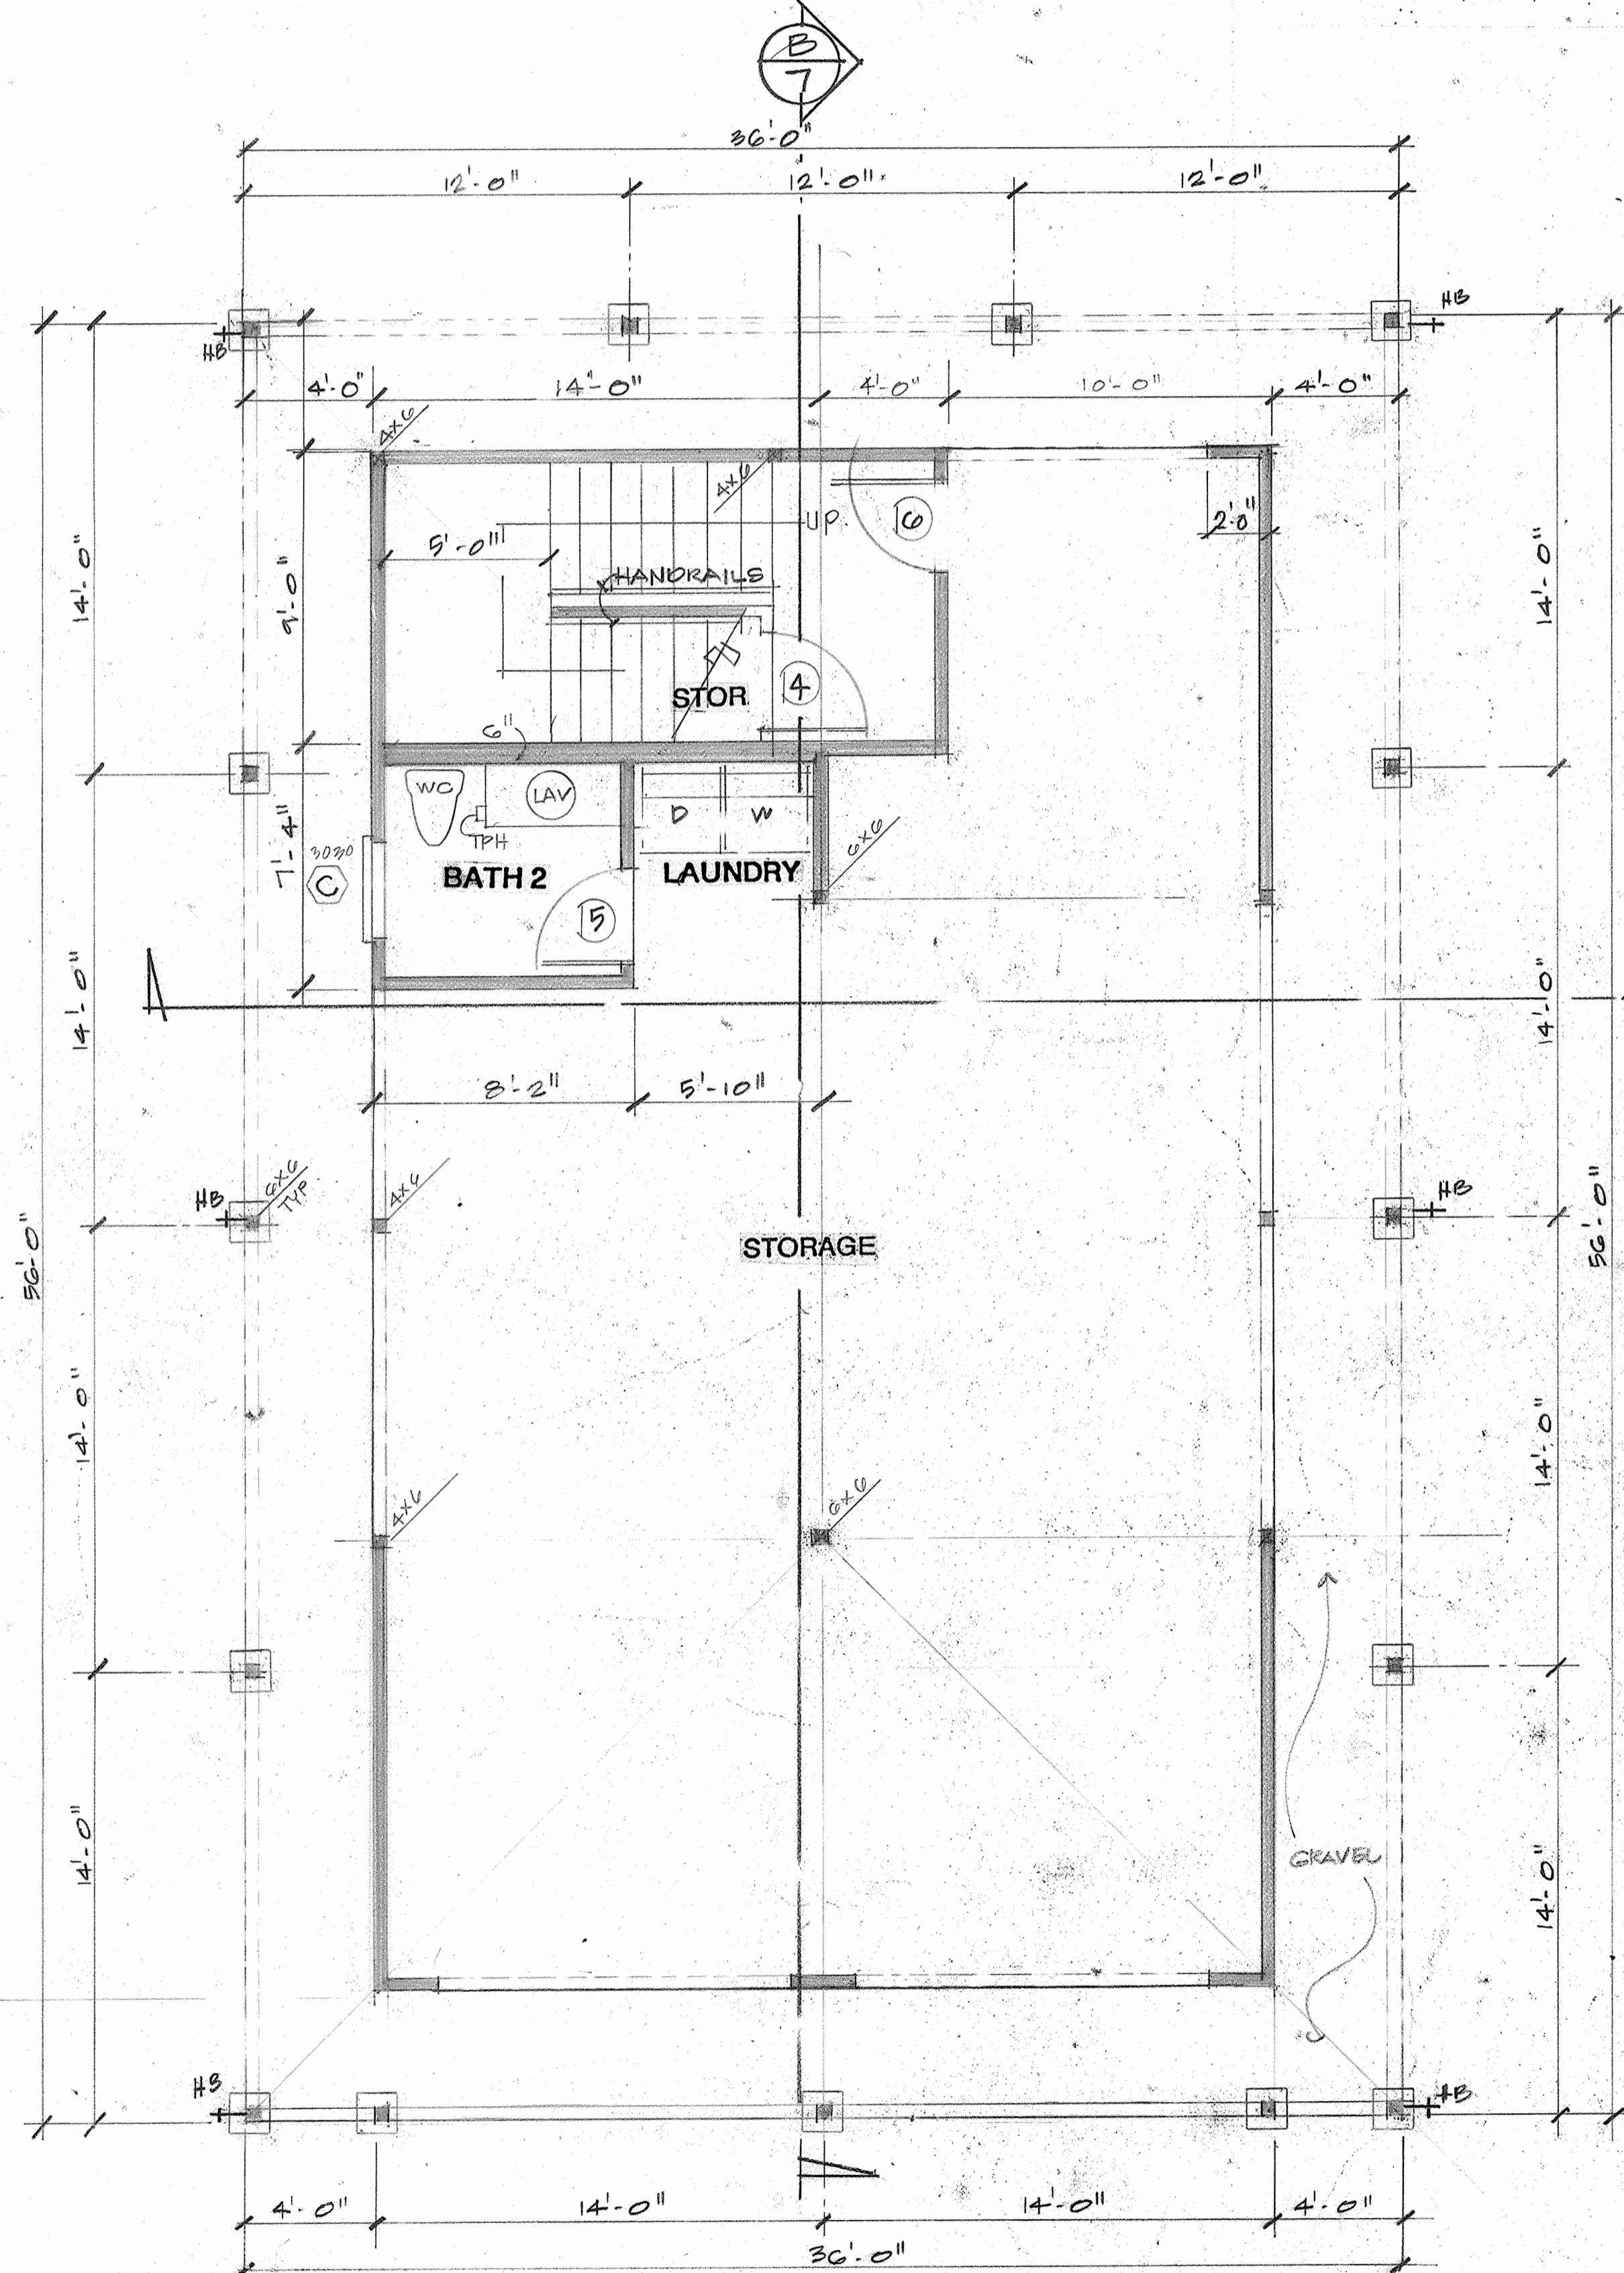 B
7
36'-0"
12'-0"
12'-0"
12'-0"
HB
HB
4'-0"
14'-0"
4'-0"
10'-0"
4'-0"
4x6
4x6
UP
6
2'0"
5'-0"
HANDRAILS
14'-0"
9'-0"
14'-0"
STOR
4
6"
WC
LAV
TPH
D
W
6x6
3030
C
7'-4"
BATH 2
LAUNDRY
5
14'-0"
14'-0"
8'-2"
5'-10"
HB
6x6
TYP.
4x6
HB
56'-0"
STORAGE
56'-0"
14'-0"
14'-0"
4x6
6x6
GRAVEL
14'-0"
14'-0"
HB
HB
4'-0"
14'-0"
14'-0"
4'-0"
36'-0"